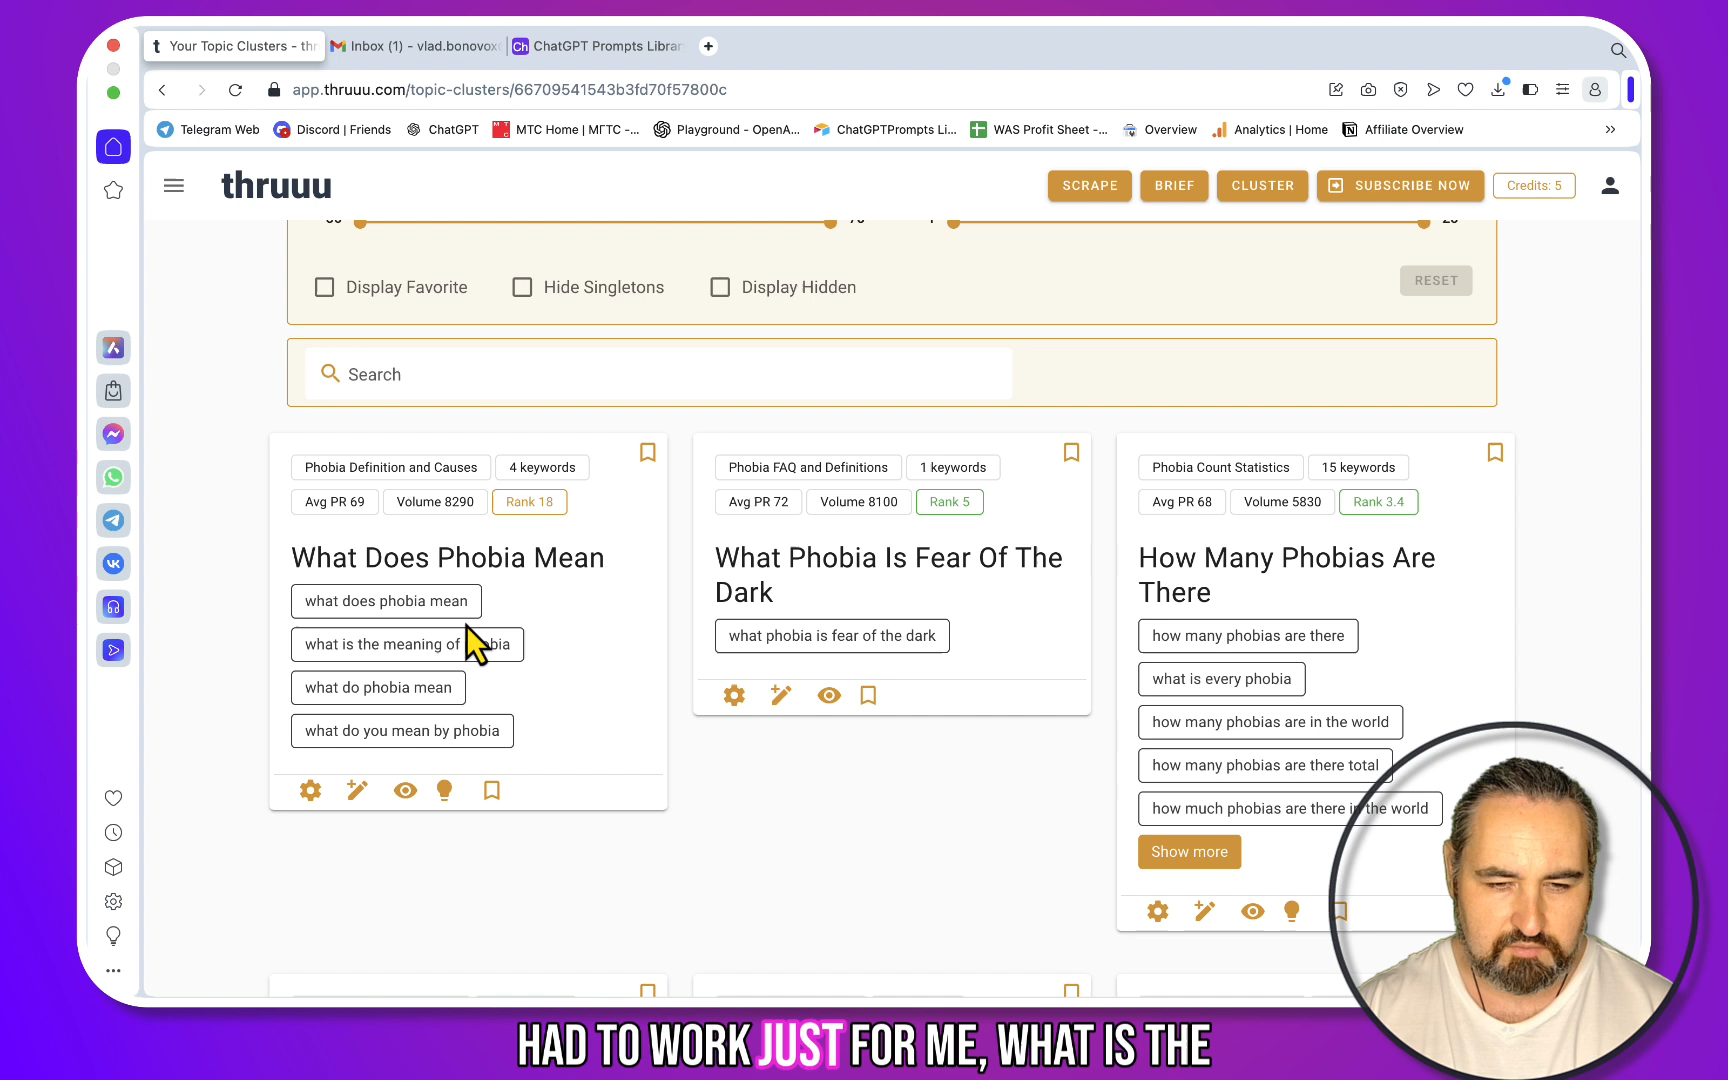 Your Topic Clusters - thr
Inbox (1) - vlad.bonovox
Ch ChatGPT Prompts Librar
app.thruuu.com/topic-clusters/66709541543b3fd70f57800c
Telegram Web
Discord | Friends
ChatGPT
МТС Home | МГТС -...
Playground - OpenA...
ChatGPTPrompts Li...
WAS Profit Sheet -...
Overview
Analytics | Home
Affiliate Overview
thruuu
SCRAPE
BRIEF
CLUSTER
SUBSCRIBE NOW
Credits: 5
Display Favorite
Hide Singletons
Display Hidden
RESET
Search
Phobia Definition and Causes
4 keywords
Avg PR 69
Volume 8290
Rank 18
What Does Phobia Mean
what does phobia mean
what is the meaning of
what do phobia mean
what do you mean by phobia
Phobia FAQ and Definitions
1 keywords
Avg PR 72
Volume 8100
Rank 5
What Phobia Is Fear Of The
Dark
what phobia is fear of the dark
Phobia Count Statistics
15 keywords
Avg PR 68
Volume 5830
Rank 3.4
How Many Phobias Are
There
how many phobias are there
what is every phobia
how many phobias are in the world
how many phobias are there total
how much phobias are there in the world
Show more
HAD TO WORK JUST FOR ME, WHAT IS THE